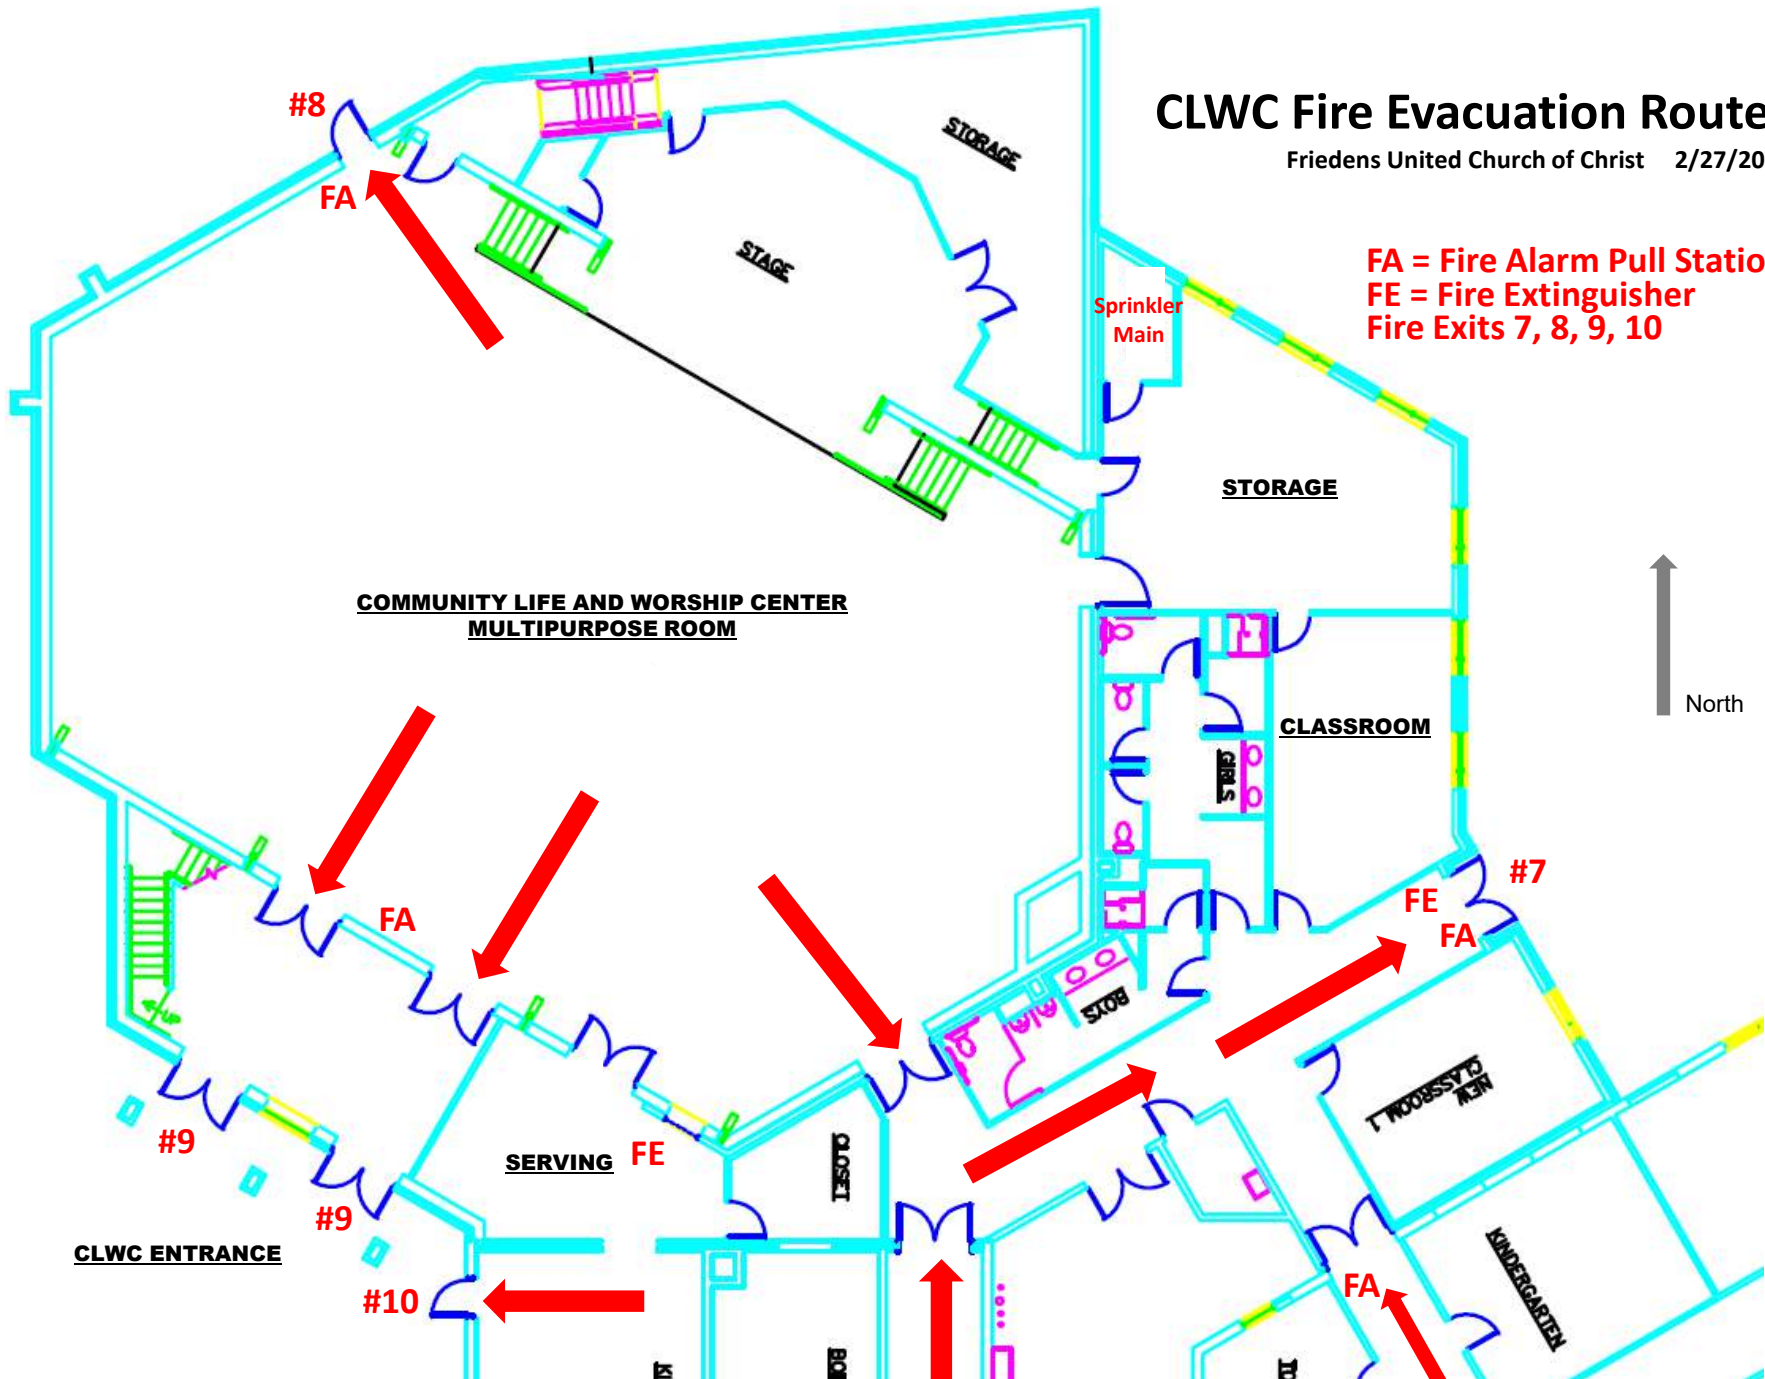 CLWC Fire Evacuation Route
Friedens United Church of Christ 2/27/20
#8
FA
STORAGE
STAGE
FA = Fire Alarm Pull Statio
FE = Fire Extinguisher
Fire Exits 7, 8, 9, 10
Sprinkler
Main
STORAGE
COMMUNITY LIFE AND WORSHIP CENTER
MULTIPURPOSE ROOM
North
CLASSROOM
GIRLS
#7
FE
FA
FA
BOYS
UP
NEW
CLASSROOM 1
#9
SERVING
FE
CLOSET
#9
CLWC ENTRANCE
#10
FA
KINDERGARTEN